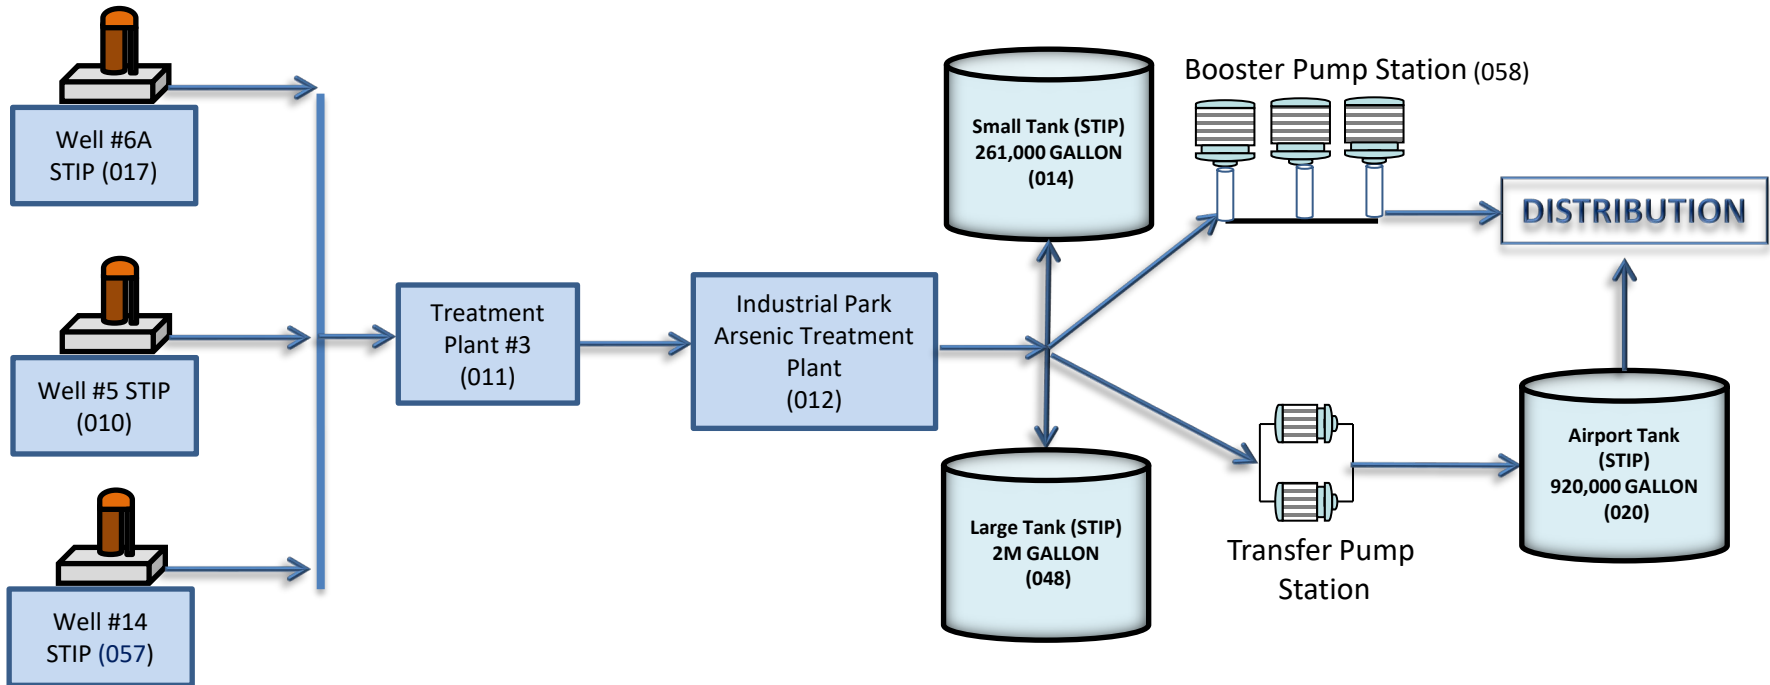 Well #6A
STIP (017)
Well #5 STIP
(010)
Well #14
STIP (057)
Treatment
Plant #3
(011)
Industrial Park
Arsenic Treatment
Plant
(012)
Small Tank (STIP)
261,000 GALLON
(014)
Large Tank (STIP)
2M GALLON
(048)
Booster Pump Station (058)
Transfer Pump
Station
DISTRIBUTION
Airport Tank
(STIP)
920,000 GALLON
(020)